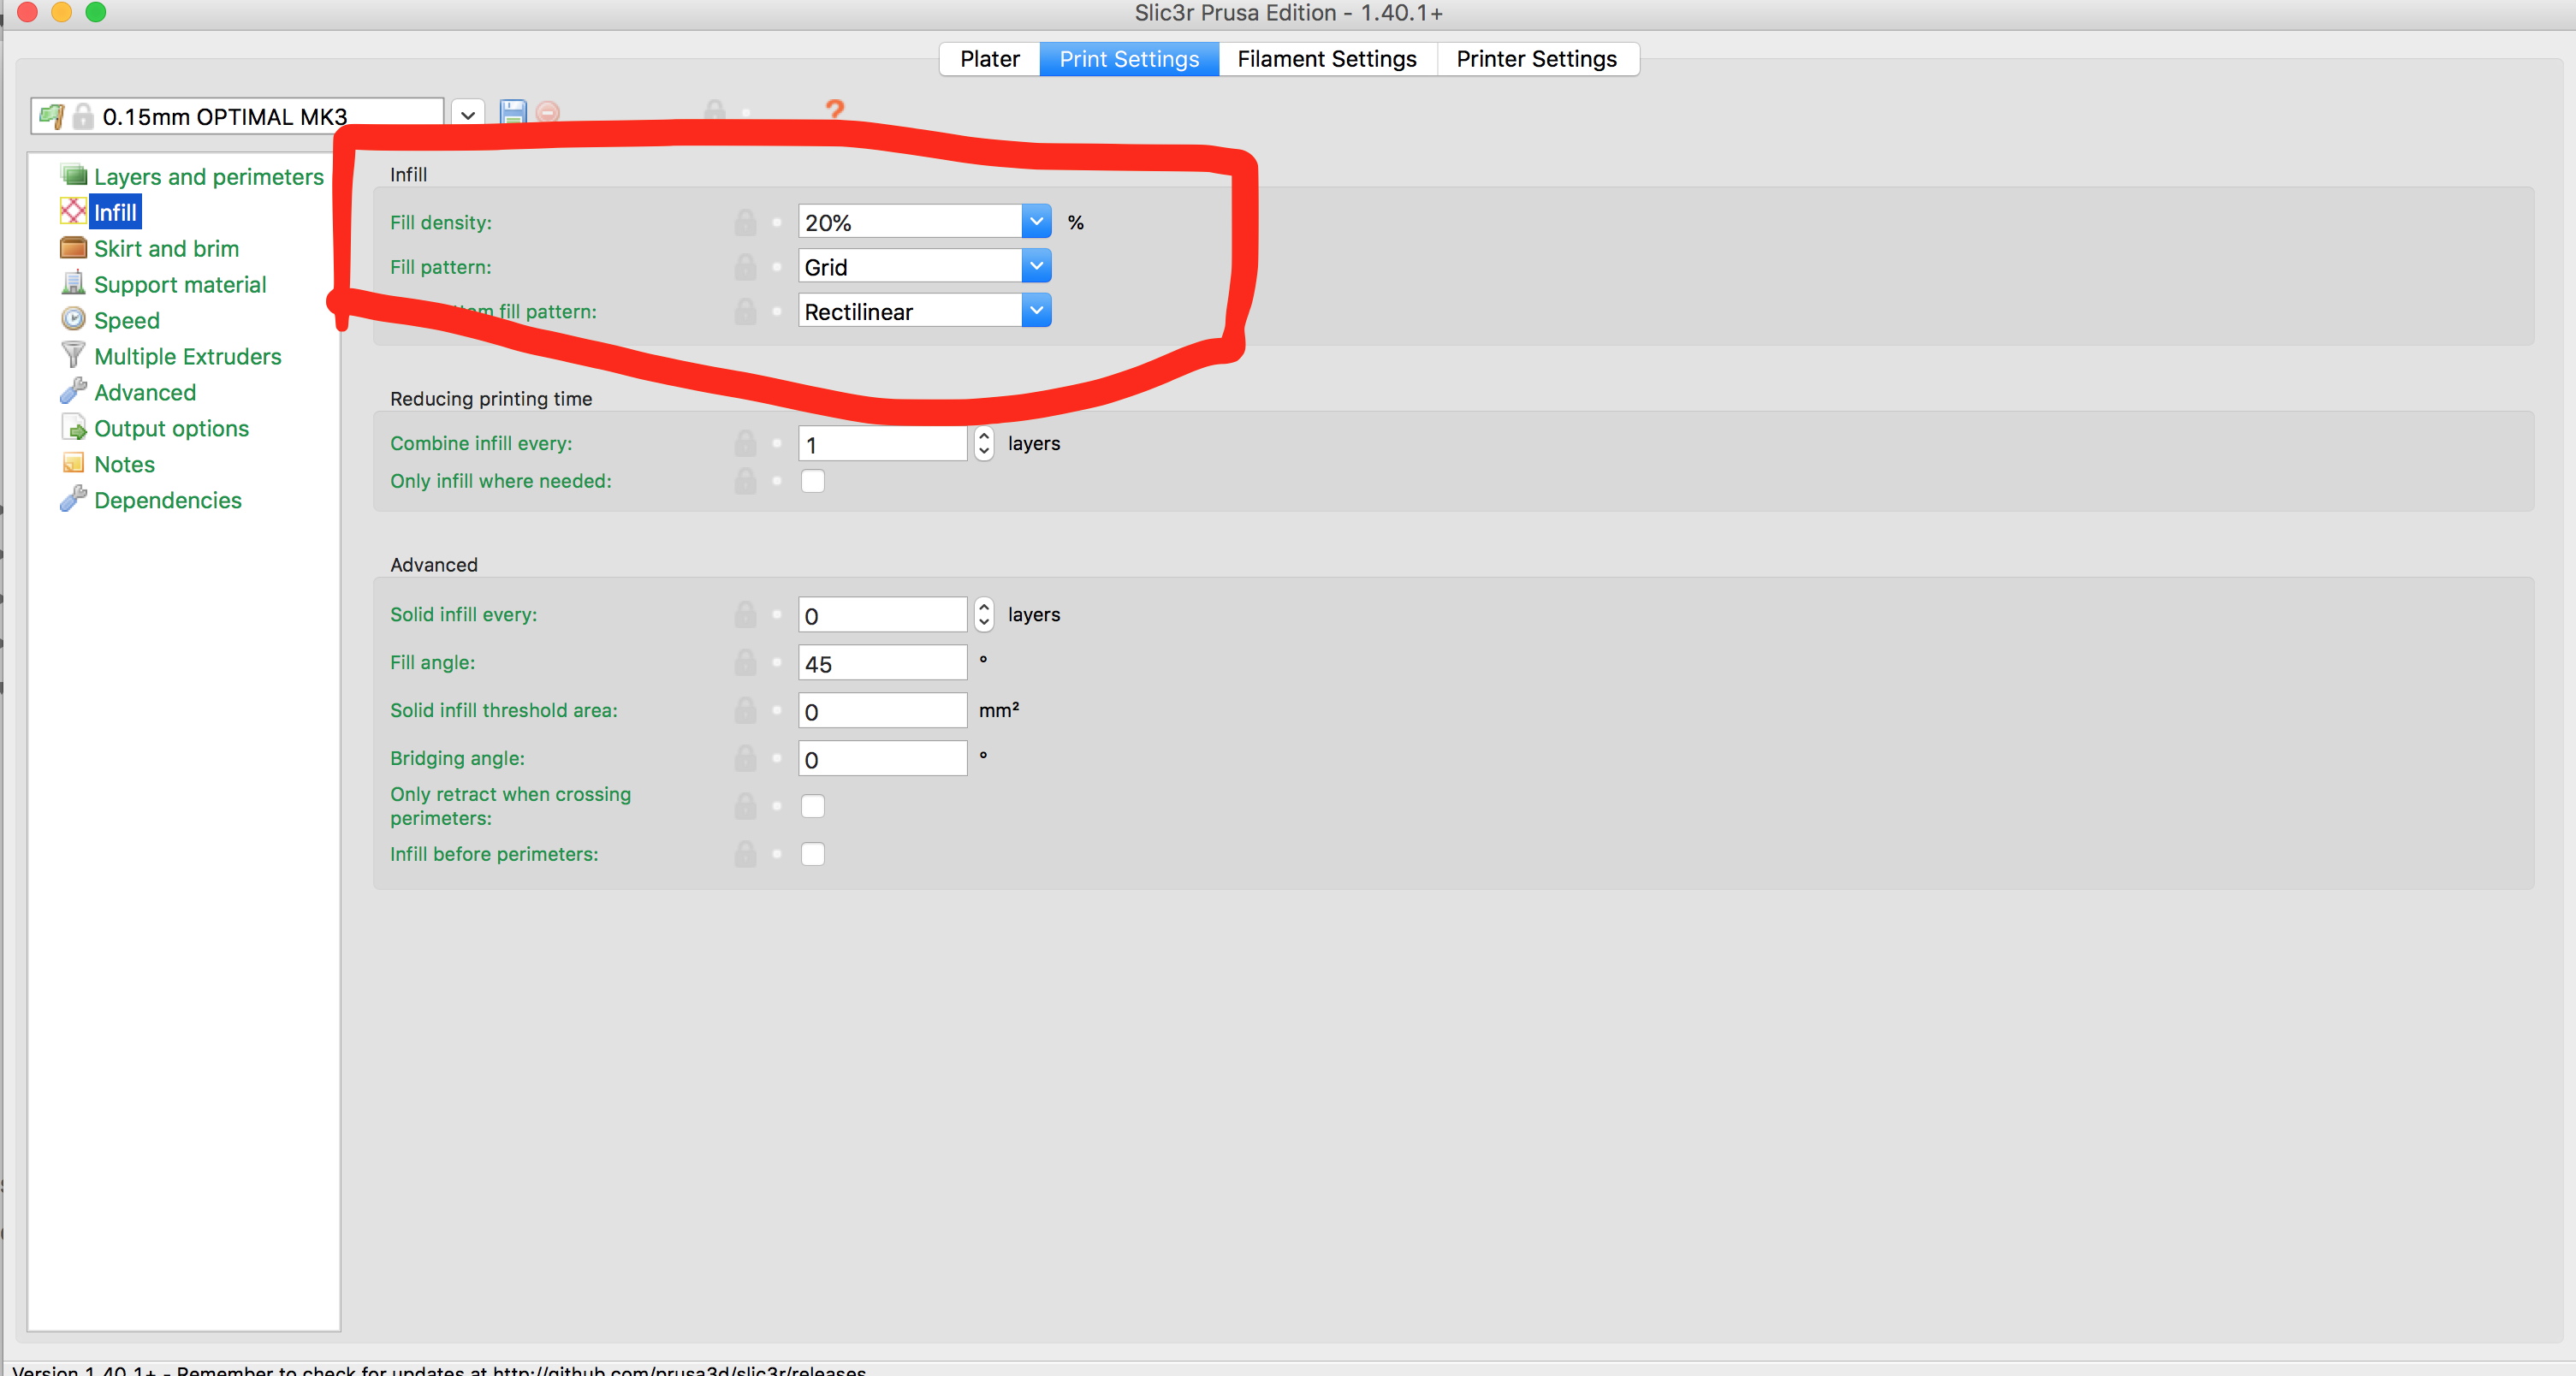 Slic3r Prusa Edition - 1.40.1+
Plater Print Settings Filament Settings Printer Settings
0.15mm OPTIMAL MK3
?
Layers and perimeters
Infill
Skirt and brim
Support material
Speed
Multiple Extruders
Advanced
Output options
Notes
Dependencies
Infill
Fill density: 20% %
Fill pattern: Grid
fill pattern: Rectilinear
Reducing printing time
Combine infill every: 1 layers
Only infill where needed:
Advanced
Solid infill every: 0 layers
Fill angle: 45 °
Solid infill threshold area: 0 mm²
Bridging angle: 0 °
Only retract when crossing
perimeters:
Infill before perimeters:
Version 1.40.1+ - Remember to check for updates at http://github.com/prusa3d/slic3r/releases